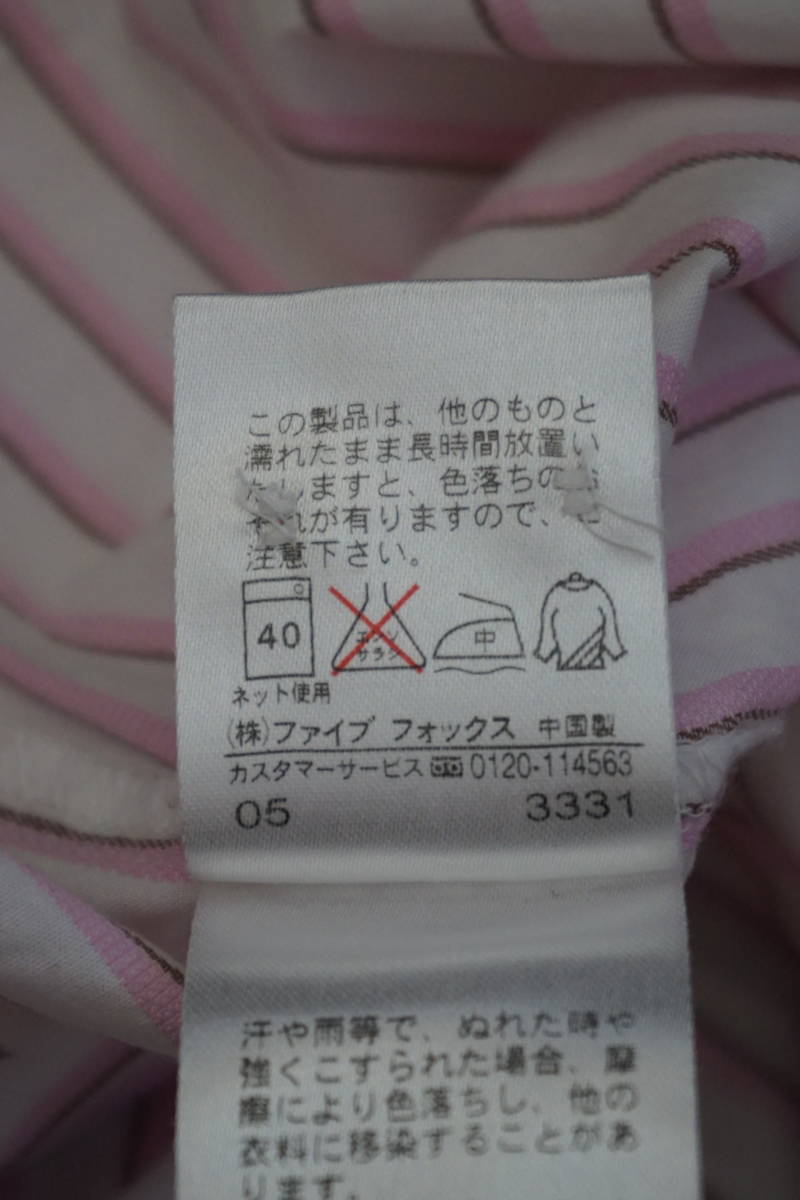 この製品は、他のものと
濡れたまま長時間放置い
たしますと、色落ちのお
それが有りますので、ご
注意下さい。
40
エンソ
サラシ
中
ネット使用
(株)ファイブ フォックス 中国製
カスタマーサービス 0120-114563
05 3331
汗や雨等で、ぬれた時や
強くこすられた場合、摩
擦により色落ちし、他の
衣料に移染することがあ
ります。